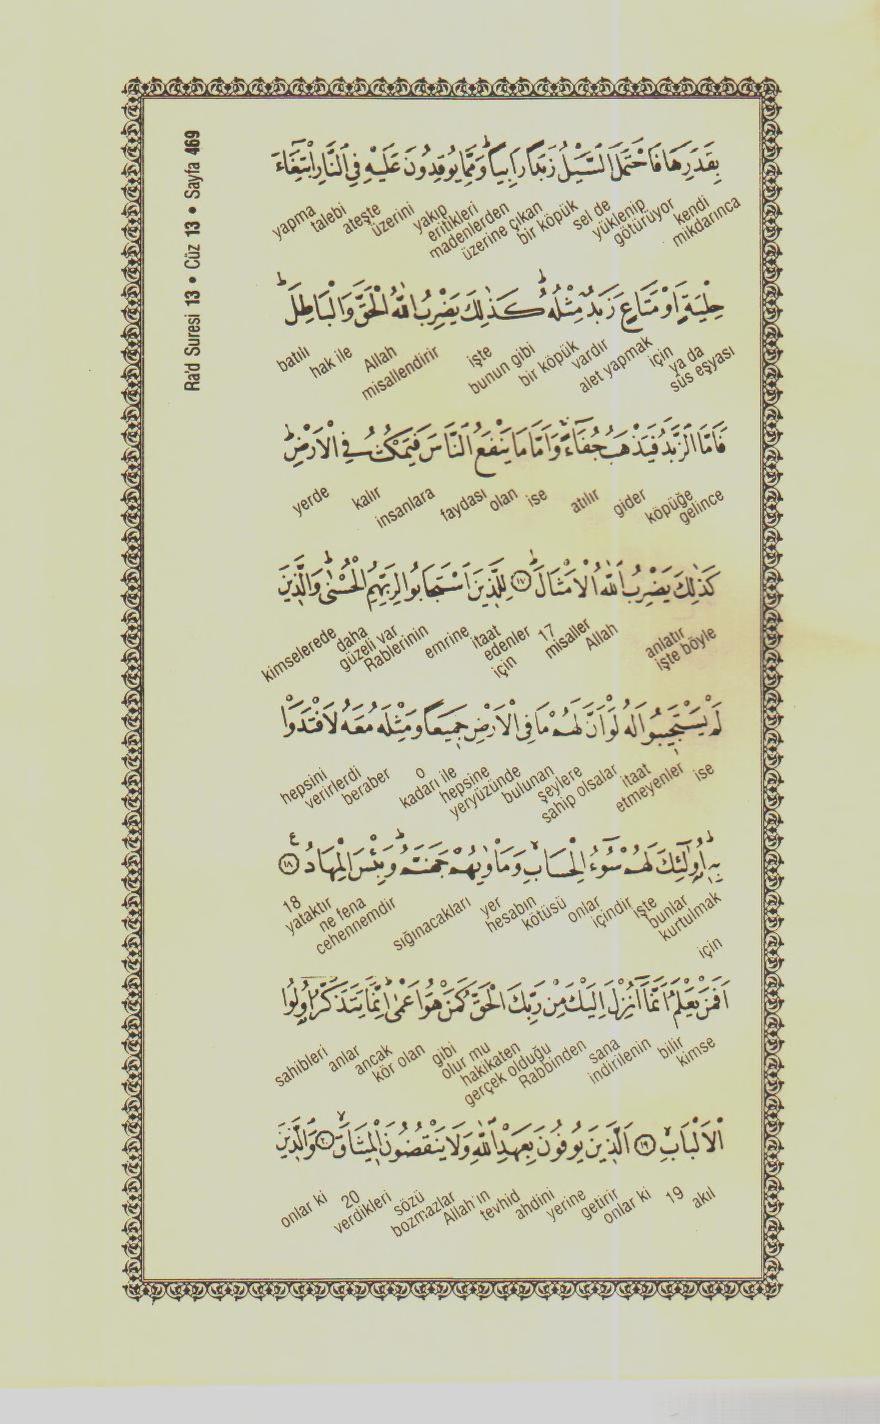 Ra'd Suresi 13 • Cüz 13 • Sayfa 469
بِقَدَرِهَا فَاحْتَمَلَ السَّيْلُ زَبَدًا رَابِيًا وَمِمَّا يُوقِدُونَ عَلَيْهِ فِي النَّارِ ابْتِغَاءَ
kendi mikdarınca yüklenip götürüyor sel de bir köpük üzerine çıkan madenlerden eritikleri yakıp üzerini ateşte talebi yapma
حِلْيَةٍ اَوْ مَتَاعٍ زَبَدٌ مِثْلُهُ كَذٰلِكَ يَضْرِبُ اللّٰهُ الْحَقَّ وَالْبَاطِلَ
süs eşyası ya da için alet yapmak vardır bir köpük bunun gibi işte misallendirir Allah hak ile batılı
فَاَمَّا الزَّبَدُ فَيَذْهَبُ جُفَاءً وَاَمَّا مَا يَنْفَعُ النَّاسَ فَيَمْكُثُ فِي الْاَرْضِ
gelince köpüğe gider atılır ise olan faydası insanlara kalır yerde
كَذٰلِكَ يَضْرِبُ اللّٰهُ الْاَمْثَالَ ﴿١٧﴾ لِلَّذِينَ اسْتَجَابُوا لِرَبِّهِمُ الْحُسْنٰى وَالَّذِينَ
işte böyle anlatır Allah misaller 17 için edenler itaat emrine Rablerinin güzeli var daha kimselerede
لَمْ يَسْتَجِيبُوا لَهُ لَوْ اَنَّ لَهُمْ مَا فِي الْاَرْضِ جَمِيعًا وَمِثْلَهُ مَعَهُ لَافْتَدَوْا
ise etmeyenler itaat sahip olsalar şeylere bulunan yeryüzünde hepsine kadarı ile o beraber verirlerdi hepsini
بِهِ اُولٰئِكَ لَهُمْ سُوءُ الْحِسَابِ وَمَأْوٰيهُمْ جَهَنَّمُ وَبِئْسَ الْمِهَادُ ﴿١٨﴾ ع
için kurtulmak bunlar işte içindir onlar kötüsü hesabın yer sığınacakları cehennemdir ne fena yataktır 18
اَفَمَنْ يَعْلَمُ اَنَّمَا اُنْزِلَ اِلَيْكَ مِنْ رَبِّكَ الْحَقُّ كَمَنْ هُوَ اَعْمٰى اِنَّمَا يَتَذَكَّرُ اُولُوا
kimse bilir indirilenin sana Rabbinden gerçek olduğu hakikaten olur mu gibi kör olan ancak anlar sahibleri
الْاَلْبَابِ ﴿١٩﴾ اَلَّذِينَ يُوفُونَ بِعَهْدِ اللّٰهِ وَلَا يَنْقُضُونَ الْمِيثَاقَ ﴿٢٠﴾ وَالَّذِينَ
akıl 19 onlar ki getirir yerine ahdini tevhid Allah'ın bozmazlar sözü verdikleri 20 onlar ki